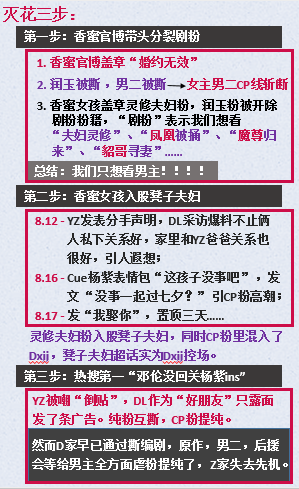 灭花三步：
第一步：香蜜官博带头分裂剧粉
1. 香蜜官博盖章“婚约无效”
2. 润玉被撕，男二被撕→女主男二CP线斩断
3. 香蜜女孩盖章灵修夫妇粉，润玉粉被开除
剧粉粉籍，“剧粉”表示我们想看
“夫妇灵修”、“凤凰被捅”、“魔尊归
来”、“貂哥寻妻”......
总结：我们只想看男主！！！！
第二步：香蜜女孩入股凳子夫妇
8.12 - YZ发表分手声明，DL采访爆料不止俩
人私下关系好，家里和YZ爸爸关系也
很好，引人遐想；
8.16 - Cue杨紫表情包“这孩子没事吧”，发
文“没事一起过七夕？”引CP粉高潮；
8.17 - 发“我娶你”，置顶三天......
灵修夫妇粉入股凳子夫妇，同时CP粉里混入了
Dxjj，凳子夫妇超话实为Dxjj控场。
第三步：热搜第一“邓伦没回关杨紫ins”
YZ被嘲“倒贴”，DL作为“好朋友”只露面
发了条广告。纯粉互撕，CP粉提纯。
然而D家早已通过撕编剧，原作，男二，后援
会等给男主全方面虐粉提纯了，Z家失去先机。